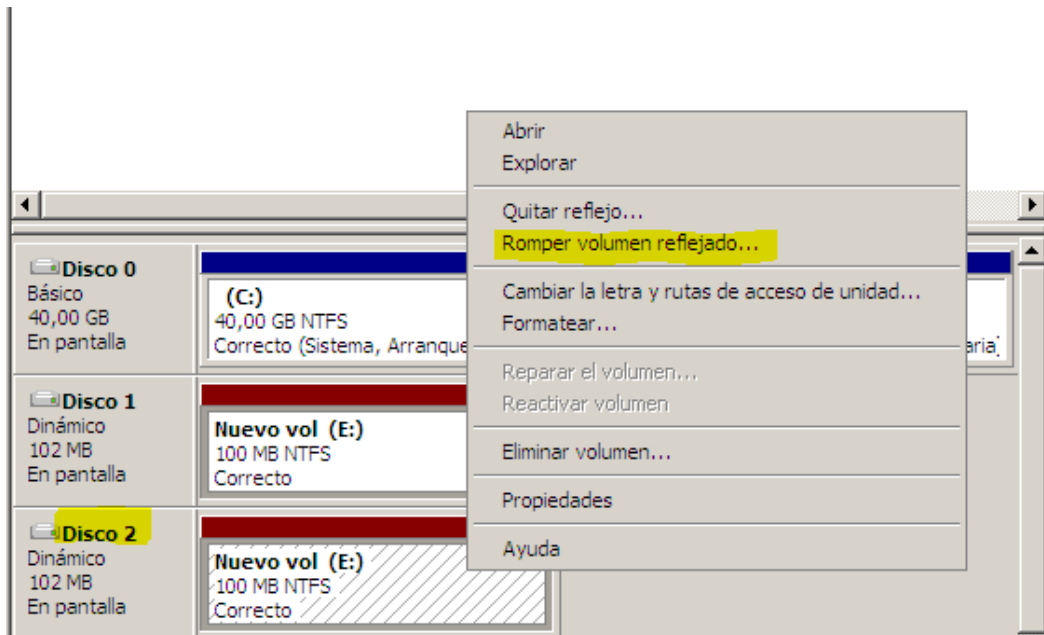 Abrir
Explorar
Quitar reflejo...
Romper volumen reflejado...
Cambiar la letra y rutas de acceso de unidad...
Formatear...
Reparar el volumen...
Reactivar volumen
Eliminar volumen...
Propiedades
Ayuda
Disco 0
Básico
40,00 GB
En pantalla
(C:)
40,00 GB NTFS
Correcto (Sistema, Arranque
Disco 1
Dinámico
102 MB
En pantalla
Nuevo vol (E:)
100 MB NTFS
Correcto
Disco 2
Dinámico
102 MB
En pantalla
Nuevo vol (E:)
100 MB NTFS
Correcto